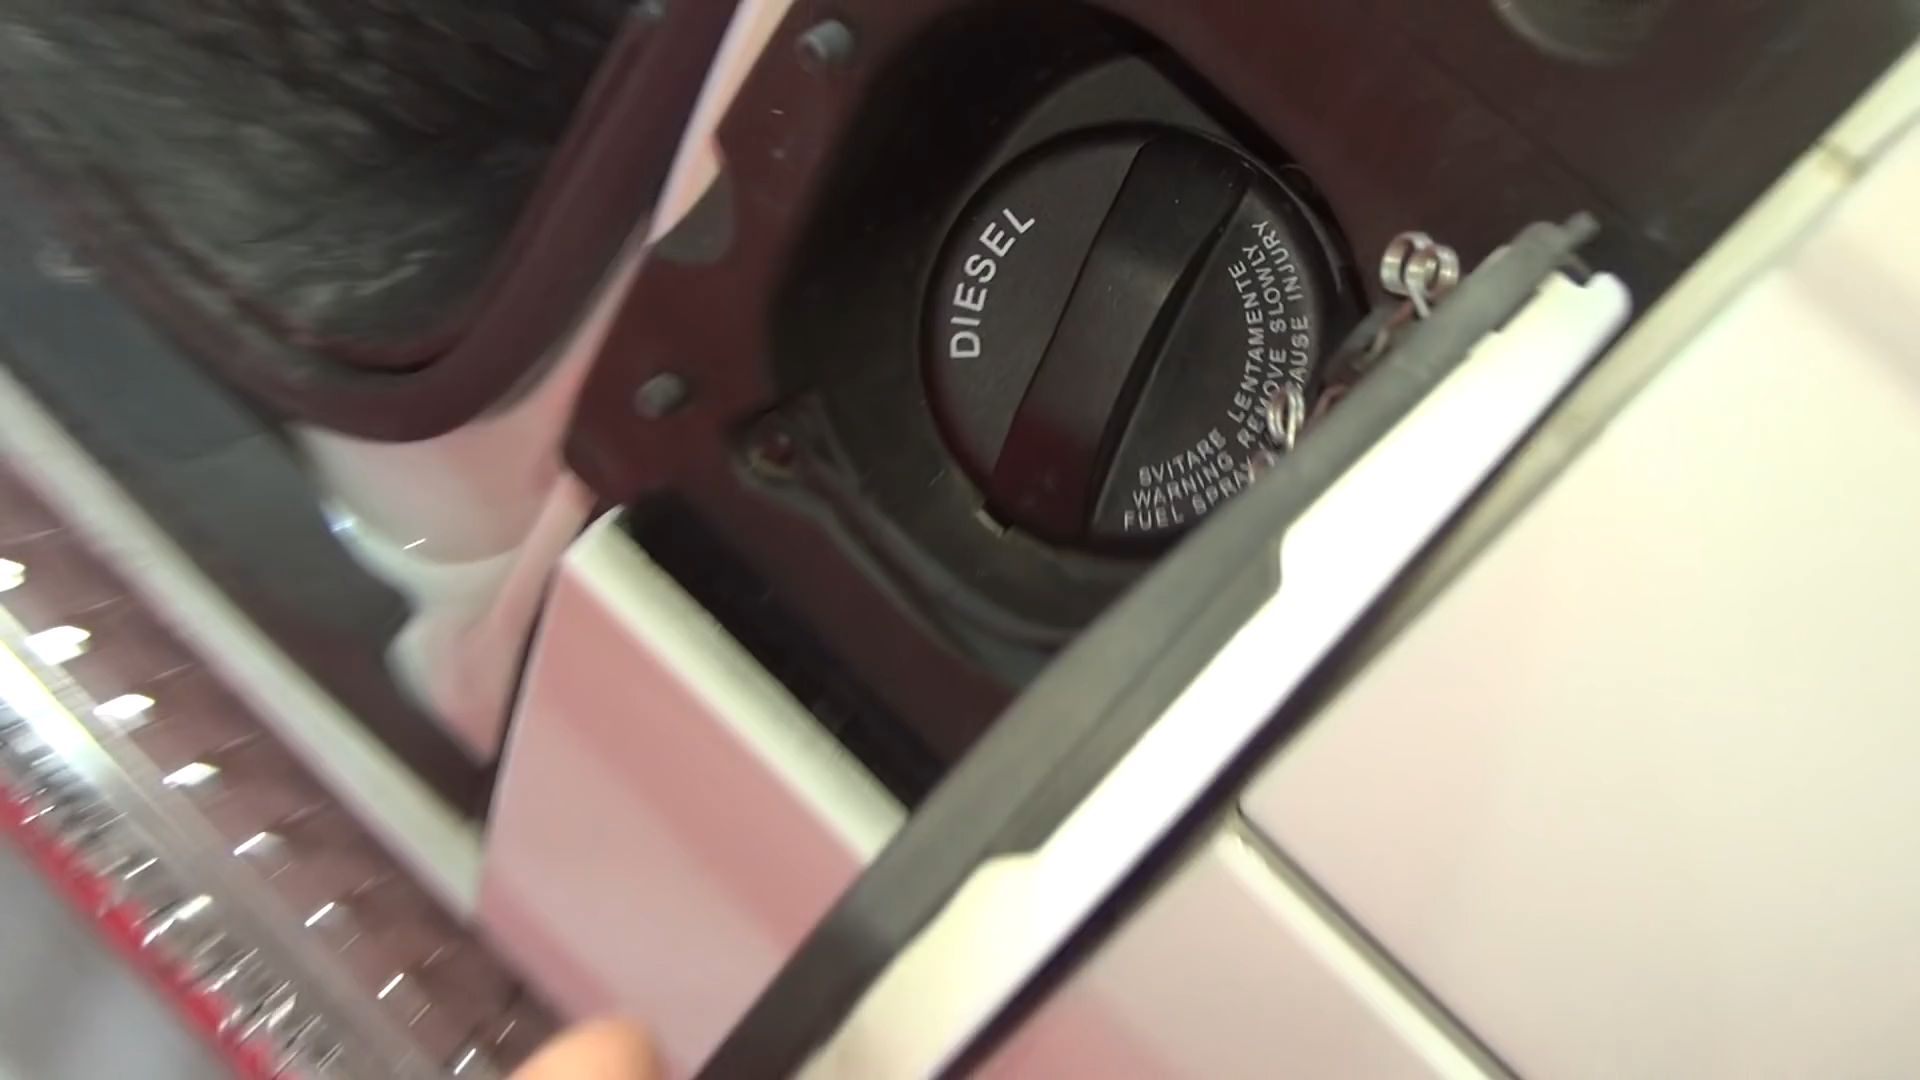 DIESEL
SVITARE LENTAMENTE
WARNING REMOVE SLOWLY
FUEL SPRAY CAUSE INJURY